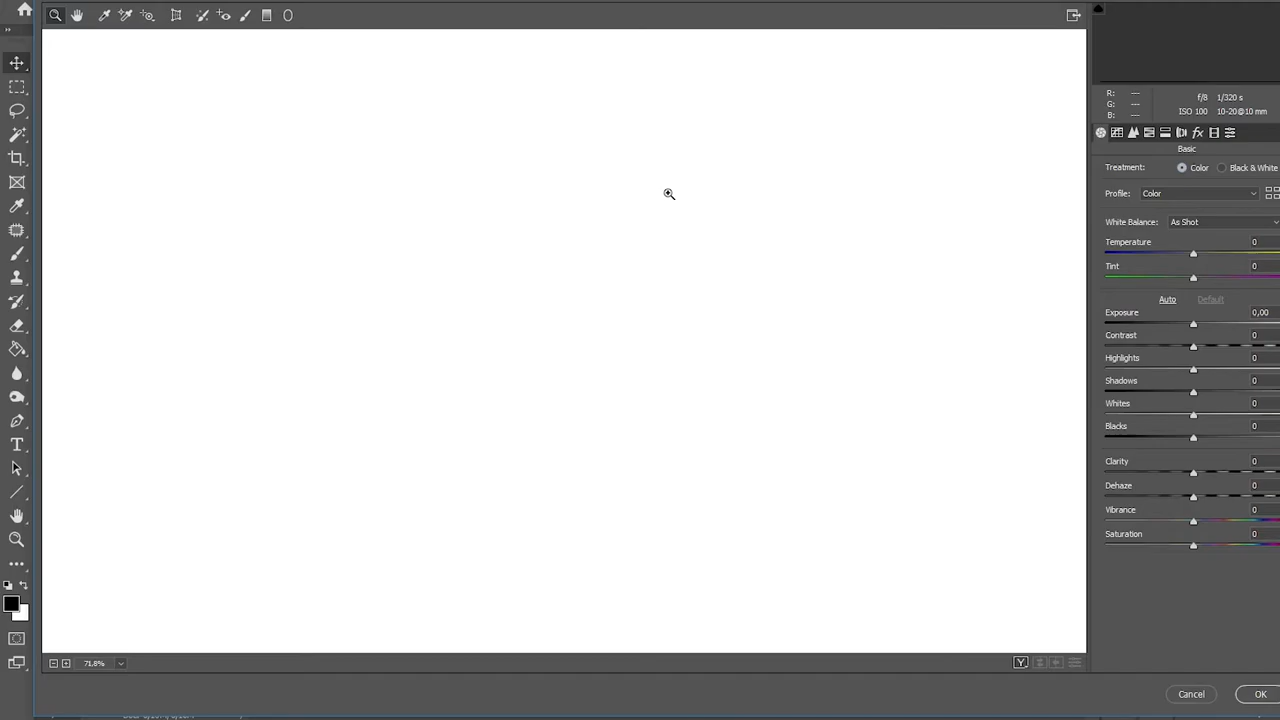 R: ---
G: ---
B: ---
f/8 1/320 s
ISO 100 10-20@10 mm
fx
Basic
Treatment: Color Black & White
Profile: Color
White Balance: As Shot
Temperature 0
Tint 0
Auto Default
Exposure 0,00
Contrast 0
Highlights 0
Shadows 0
Whites 0
Blacks 0
Clarity 0
Dehaze 0
Vibrance 0
Saturation 0
71,8%
Y
Cancel OK